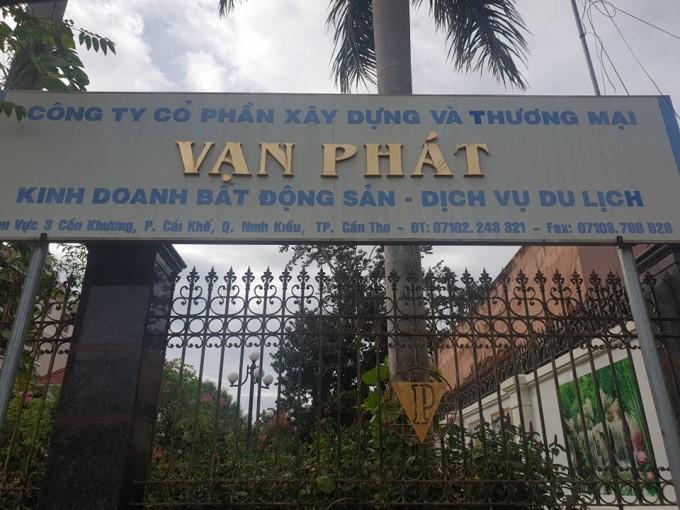 CÔNG TY CỔ PHẦN XÂY DỰNG VÀ THƯƠNG MẠI
VẠN PHÁT
KINH DOANH BẤT ĐỘNG SẢN - DỊCH VỤ DU LỊCH
Khu Vực 3 Cồn Khương, P. Cái Khế, Q. Ninh Kiều, TP. Cần Thơ - ĐT: 07102. 243 321 - Fax: 07103.766 528